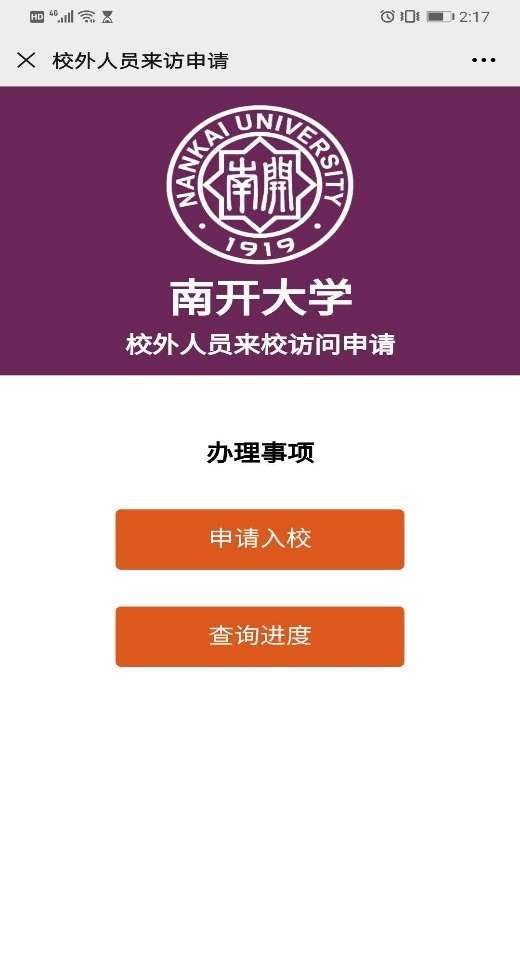 HD 4G 2:17
校外人员来访申请
NANKAI UNIVERSITY
南開
1919
南开大学
校外人员来校访问申请
办理事项
申请入校
查询进度